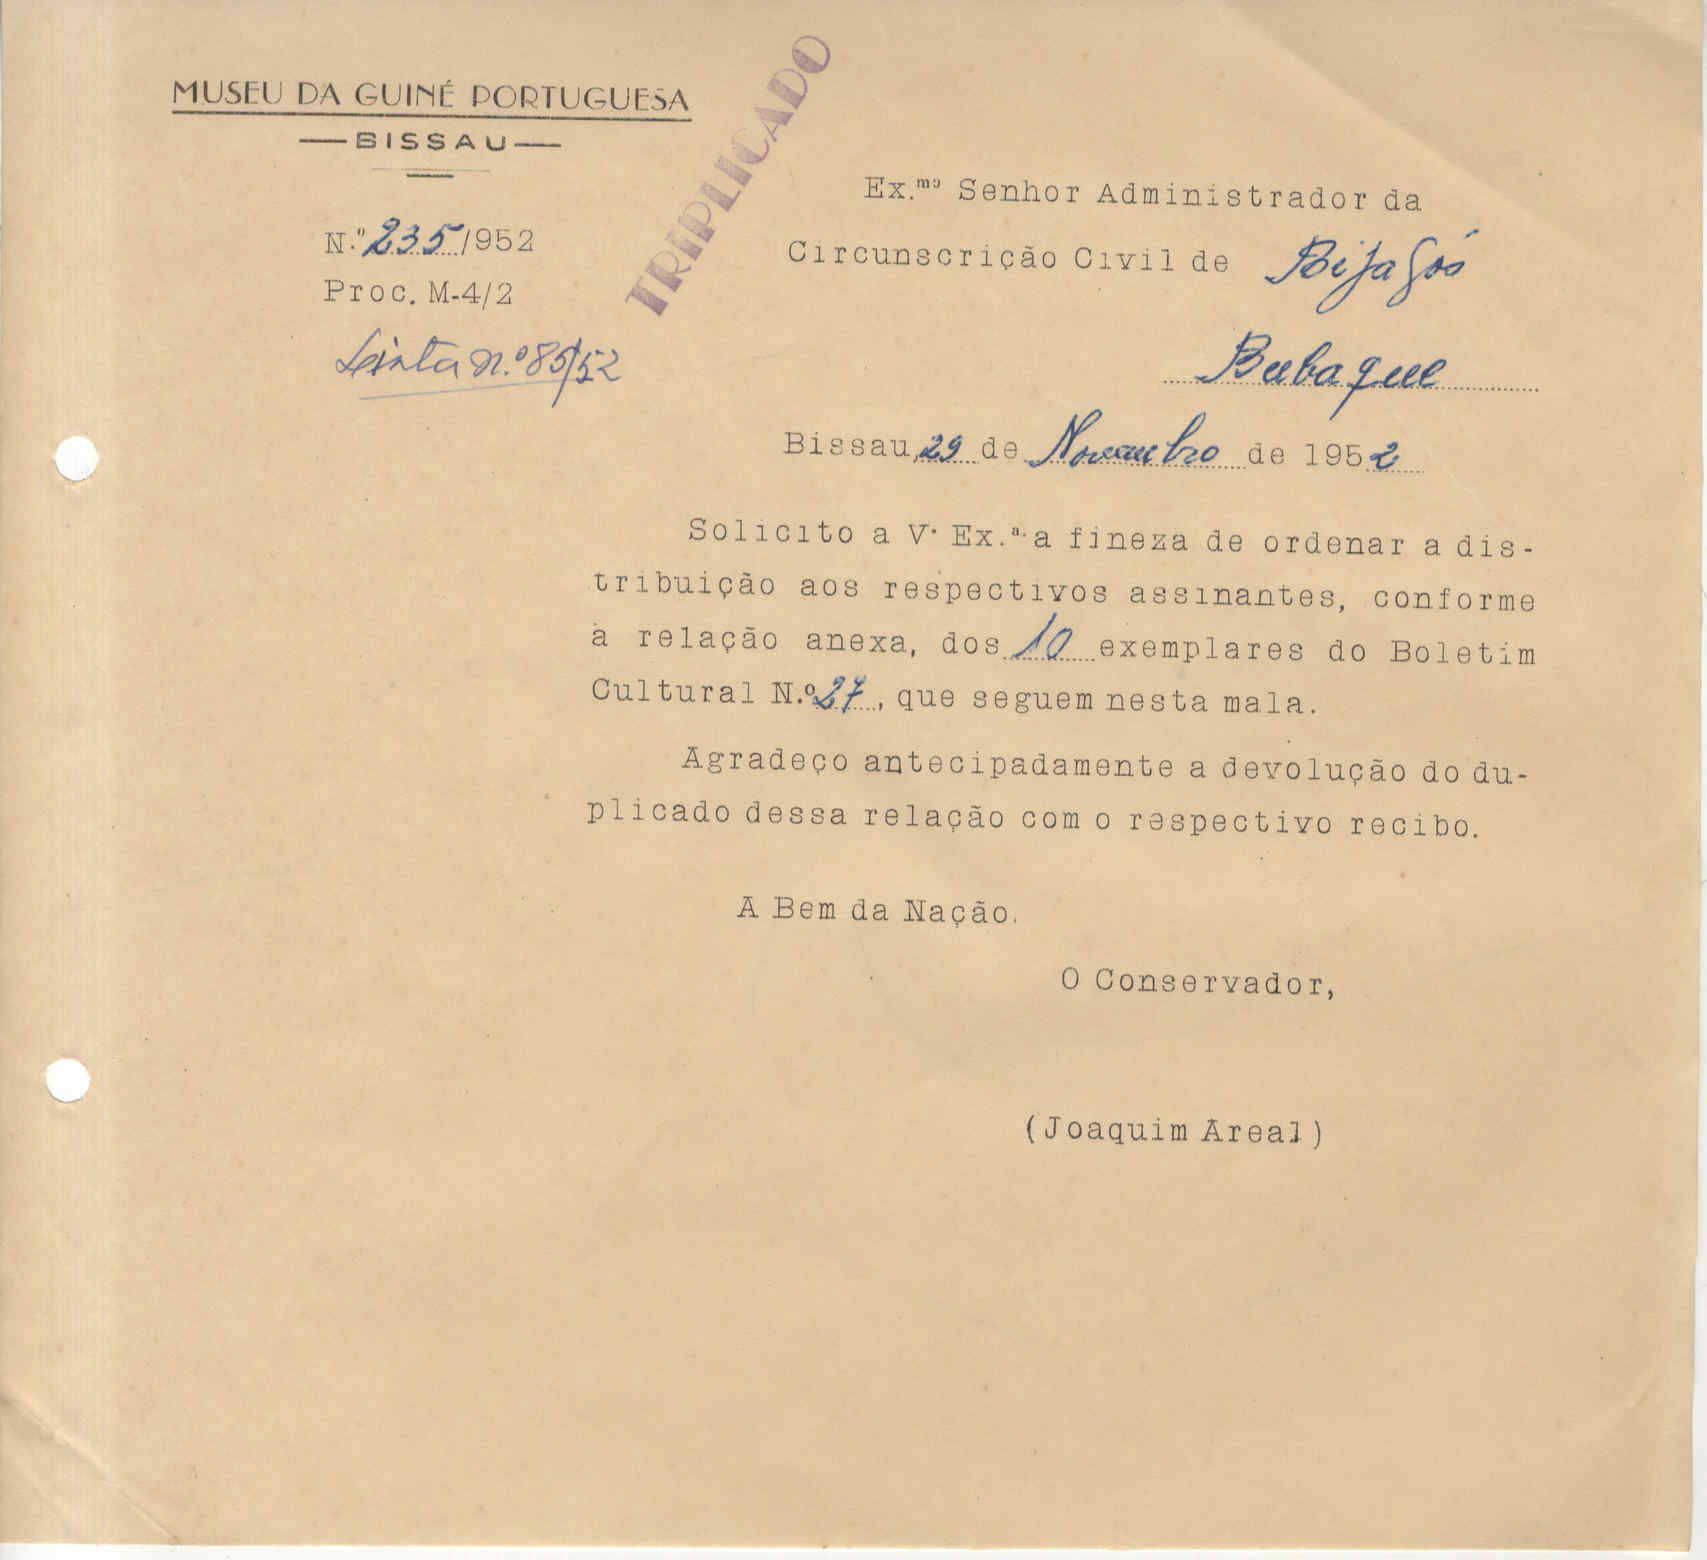 MUSEU DA GUINÉ PORTUGUESA
BISSAU
TRIPLICADO
N.º 235/952
Proc. M-4/2
Lista n.º 85/52
Ex.mo Senhor Administrador da
Circunscrição Civil de Bijagós
Bubaque
Bissau, 29 de Novembro de 1952
Solicito a V. Ex.ª a fineza de ordenar a dis-
tribuição aos respectivos assinantes, conforme
a relação anexa, dos 10 exemplares do Boletim
Cultural N.º 27, que seguem nesta mala.
Agradeço antecipadamente a devolução do du-
plicado dessa relação com o respectivo recibo.
A Bem da Nação.
O Conservador,
(Joaquim Areal)